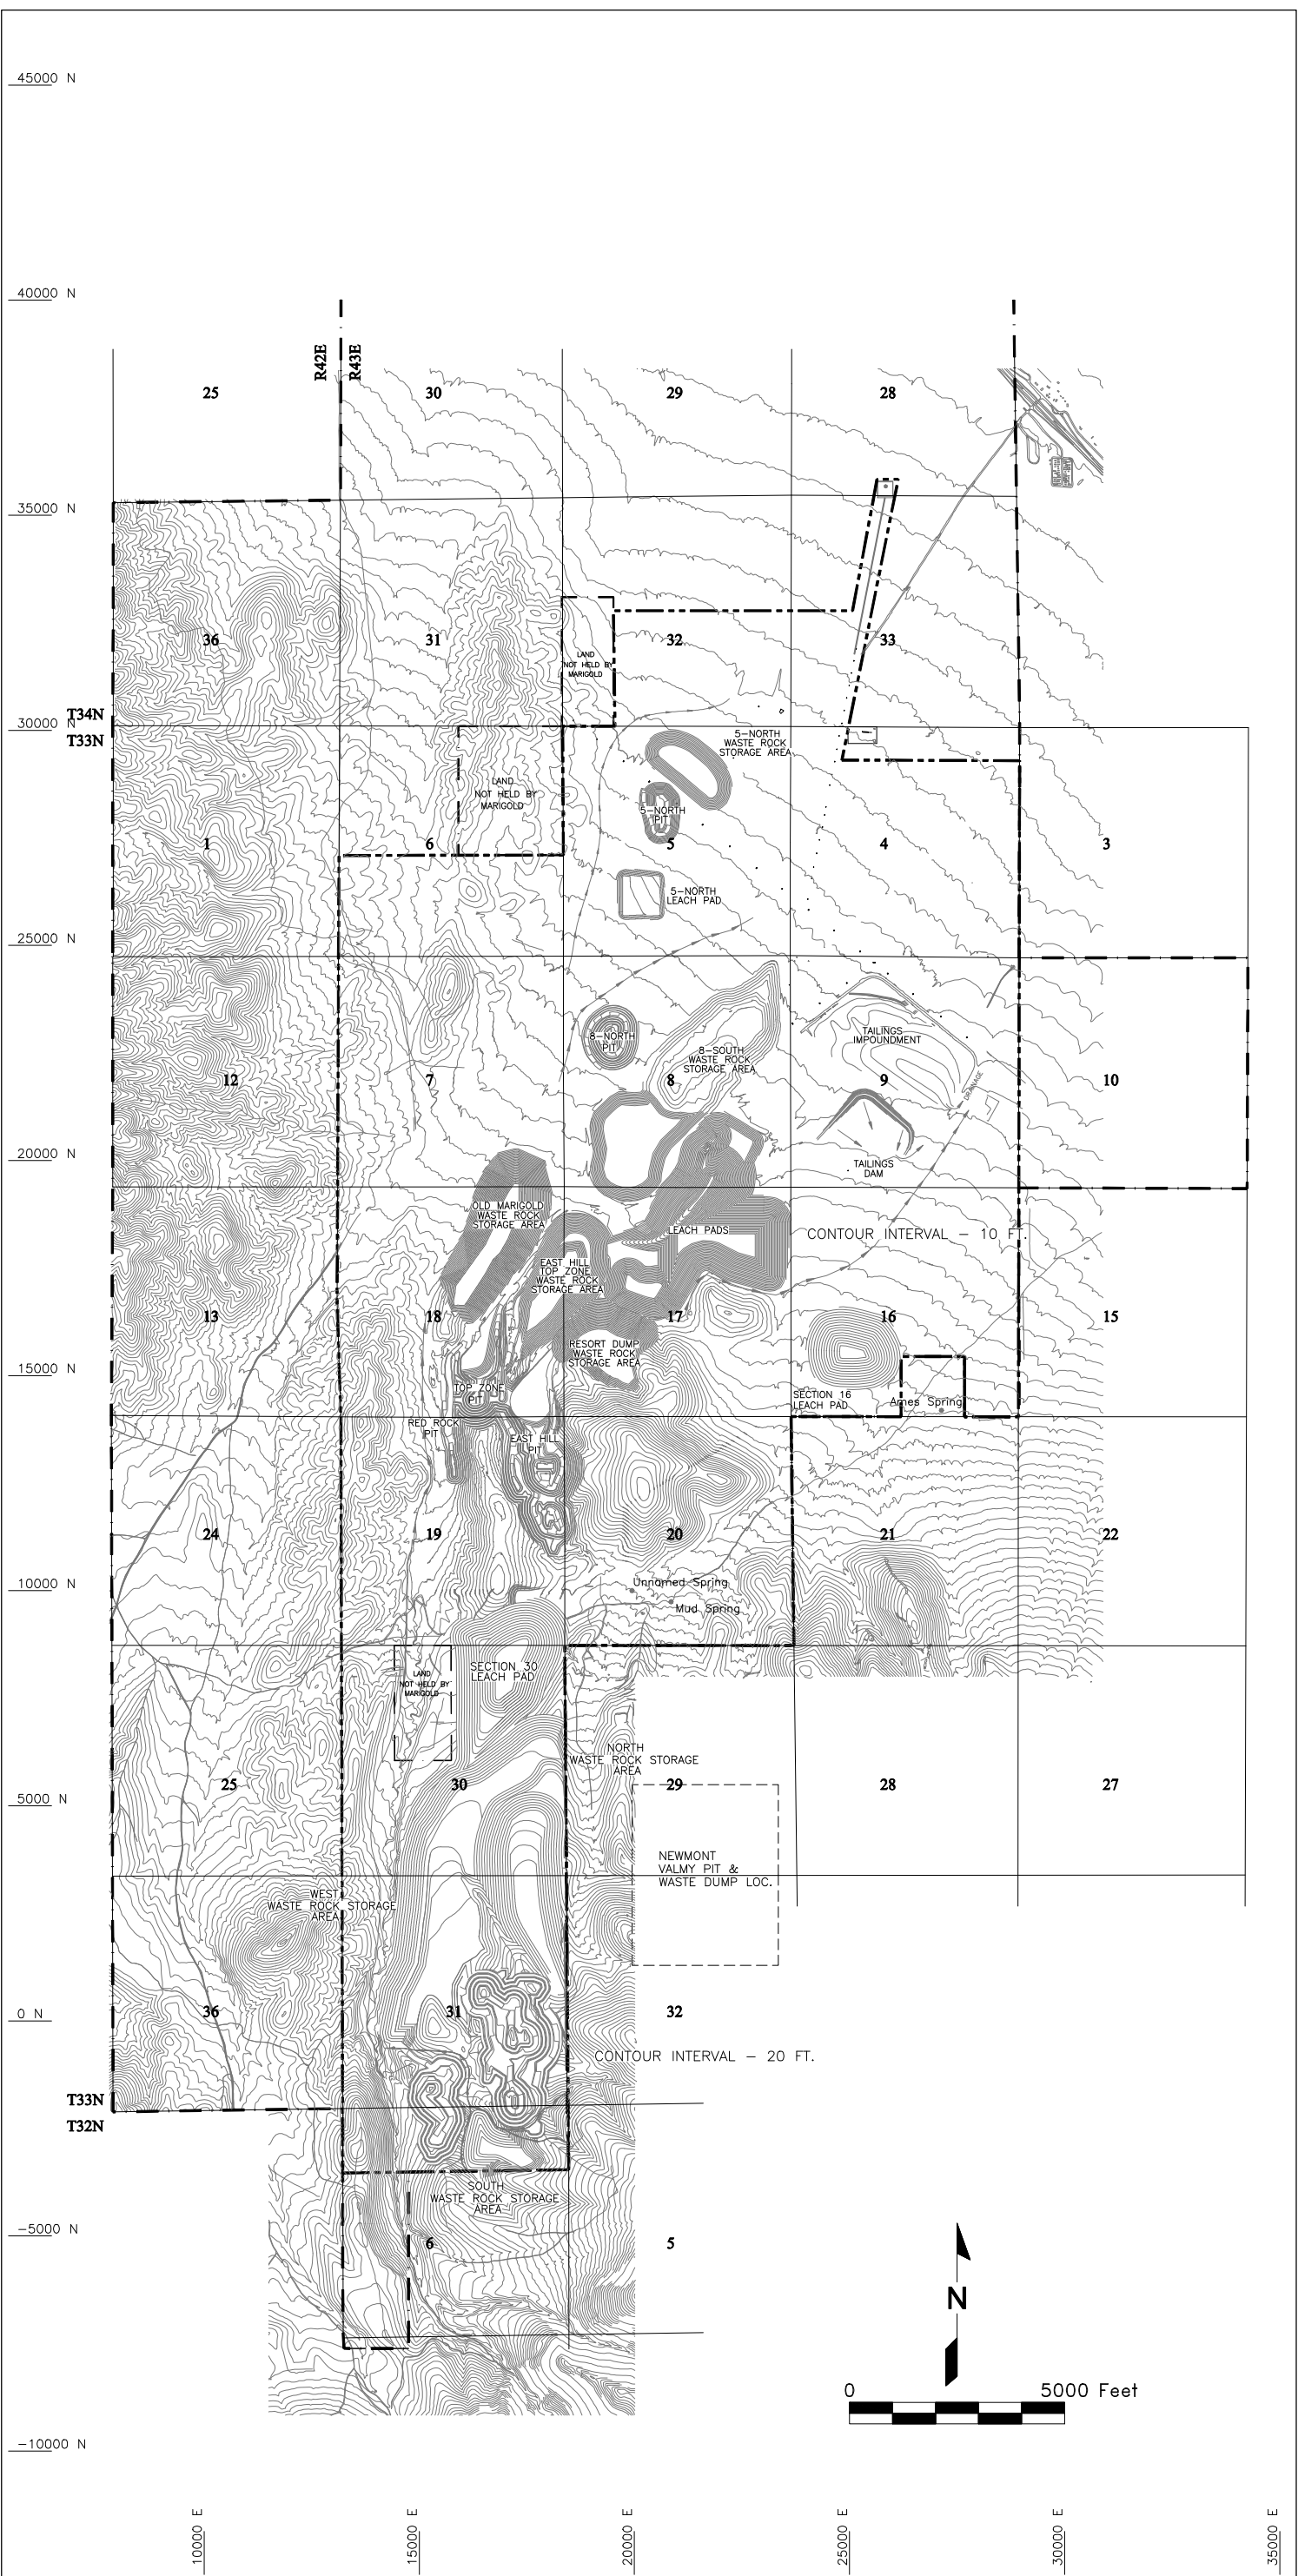 45000 N
40000 N
R42E
R43E
25
30
29
28
35000 N
36
31
32
33
LAND
NOT HELD BY
MARIGOLD
T34N
30000 N
T33N
5-NORTH
WASTE ROCK
STORAGE AREA
LAND
NOT HELD BY
MARIGOLD
5-NORTH
PIT
1
6
5
4
3
5-NORTH
LEACH PAD
25000 N
TAILINGS
IMPOUNDMENT
8-NORTH
PIT
8-SOUTH
WASTE ROCK
STORAGE AREA
12
7
8
9
10
DRAINAGE
20000 N
TAILINGS
DAM
OLD MARIGOLD
WASTE ROCK
STORAGE AREA
LEACH PADS
CONTOUR INTERVAL - 10 FT.
EAST HILL
TOP ZONE
WASTE ROCK
STORAGE AREA
13
18
17
16
15
RESORT DUMP
WASTE ROCK
STORAGE AREA
15000 N
TOP ZONE
PIT
SECTION 16
LEACH PAD
Ames Spring
RED ROCK
PIT
EAST HILL
PIT
24
19
20
21
22
10000 N
Unnamed Spring
Mud Spring
LAND
NOT HELD BY
MARIGOLD
SECTION 30
LEACH PAD
NORTH
WASTE ROCK STORAGE
AREA
25
30
29
28
27
5000 N
NEWMONT
VALMY PIT &
WASTE DUMP LOC.
WEST
WASTE ROCK STORAGE
AREA
0 N
36
31
32
CONTOUR INTERVAL - 20 FT.
T33N
T32N
SOUTH
WASTE ROCK STORAGE
AREA
-5000 N
6
5
N
0
5000 Feet
-10000 N
10000 E
15000 E
20000 E
25000 E
30000 E
35000 E